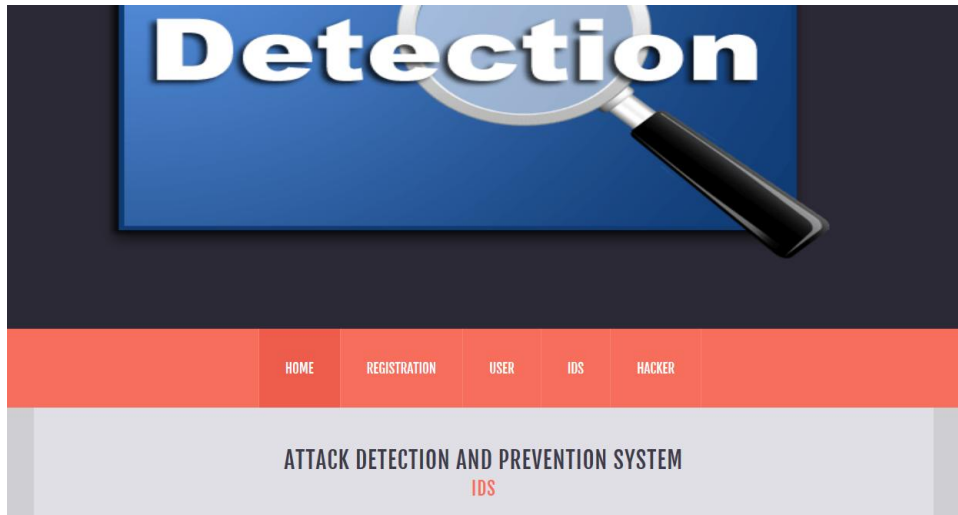 Detection
HOME REGISTRATION USER IDS HACKER
ATTACK DETECTION AND PREVENTION SYSTEM
IDS